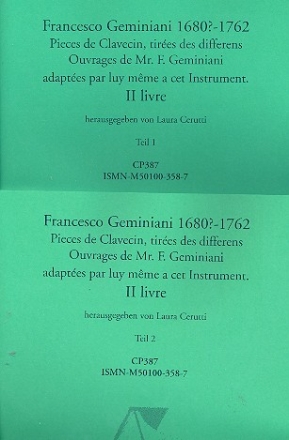 Francesco Geminiani 1680?-1762
Pieces de Clavecin, tirées des differens
Ouvrages de Mr. F. Geminiani
adaptées par luy même a cet Instrument.
II livre
herausgegeben von Laura Cerutti
Teil 1
CP387
ISMN-M50100-358-7
Francesco Geminiani 1680?-1762
Pieces de Clavecin, tirées des differens
Ouvrages de Mr. F. Geminiani
adaptées par luy même a cet Instrument.
II livre
herausgegeben von Laura Cerutti
Teil 2
CP387
ISMN-M50100-358-7